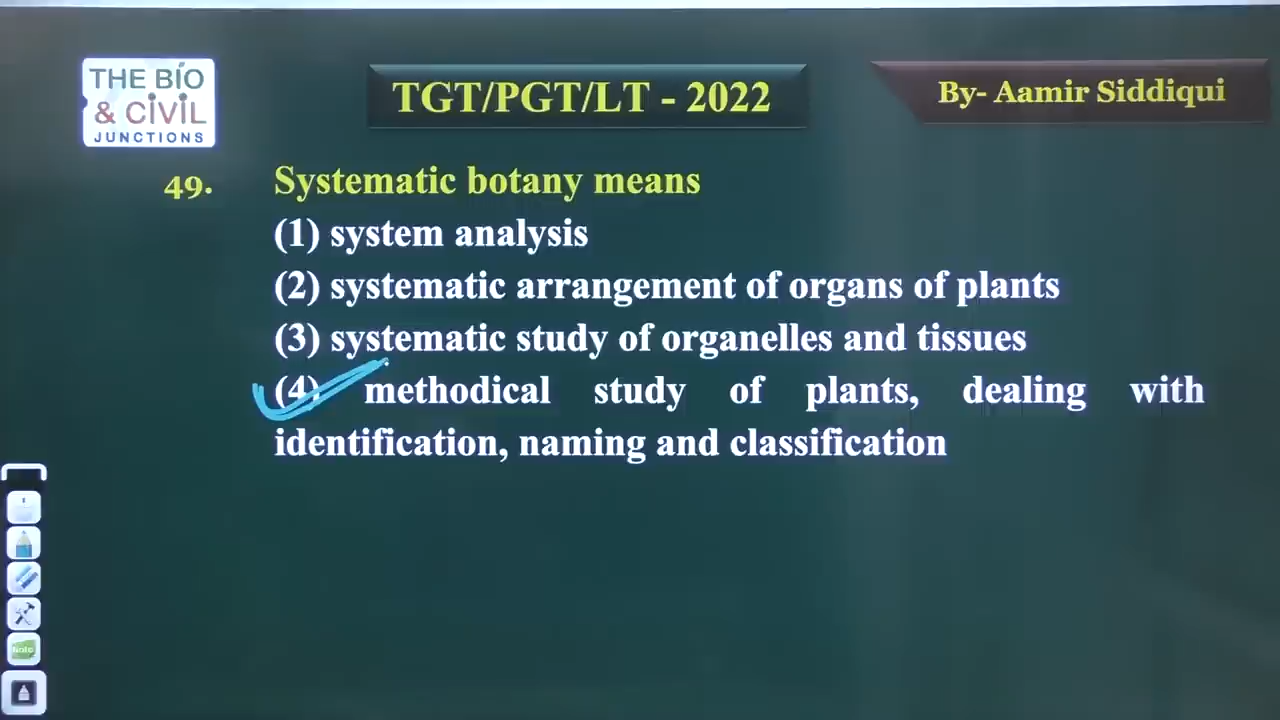 THE BÍO
& CIVIL
JUNCTIONS
TGT/PGT/LT - 2022
By- Aamir Siddiqui
49. Systematic botany means
(1) system analysis
(2) systematic arrangement of organs of plants
(3) systematic study of organelles and tissues
(4) methodical study of plants, dealing with
identification, naming and classification
Note